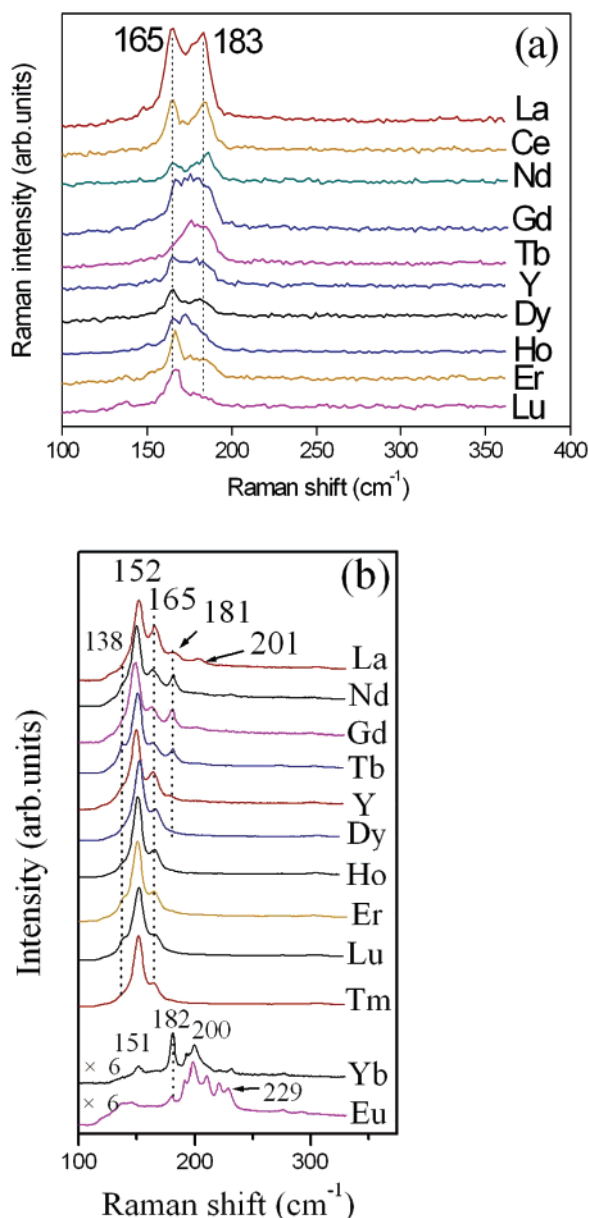 165 183 (a)
La
Ce
Nd
Gd
Tb
Y
Dy
Ho
Er
Lu
Raman intensity (arb.units)
100 150 200 250 300 350 400
Raman shift (cm-1)
(b)
152
165
181
138
201
La
Nd
Gd
Tb
Y
Dy
Ho
Er
Lu
Tm
182
151 200
× 6 Yb
× 6 229
Eu
Intensity (arb.units)
100 200 300
Raman shift (cm-1)